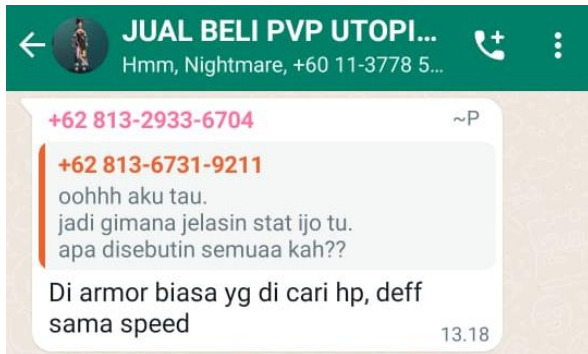 JUAL BELI PVP UTOPI...
Hmm, Nightmare, +60 11-3778 5...
+62 813-2933-6704 ~P
+62 813-6731-9211
oohhh aku tau.
jadi gimana jelasin stat ijo tu.
apa disebutin semuaa kah??
Di armor biasa yg di cari hp, deff
sama speed
13.18